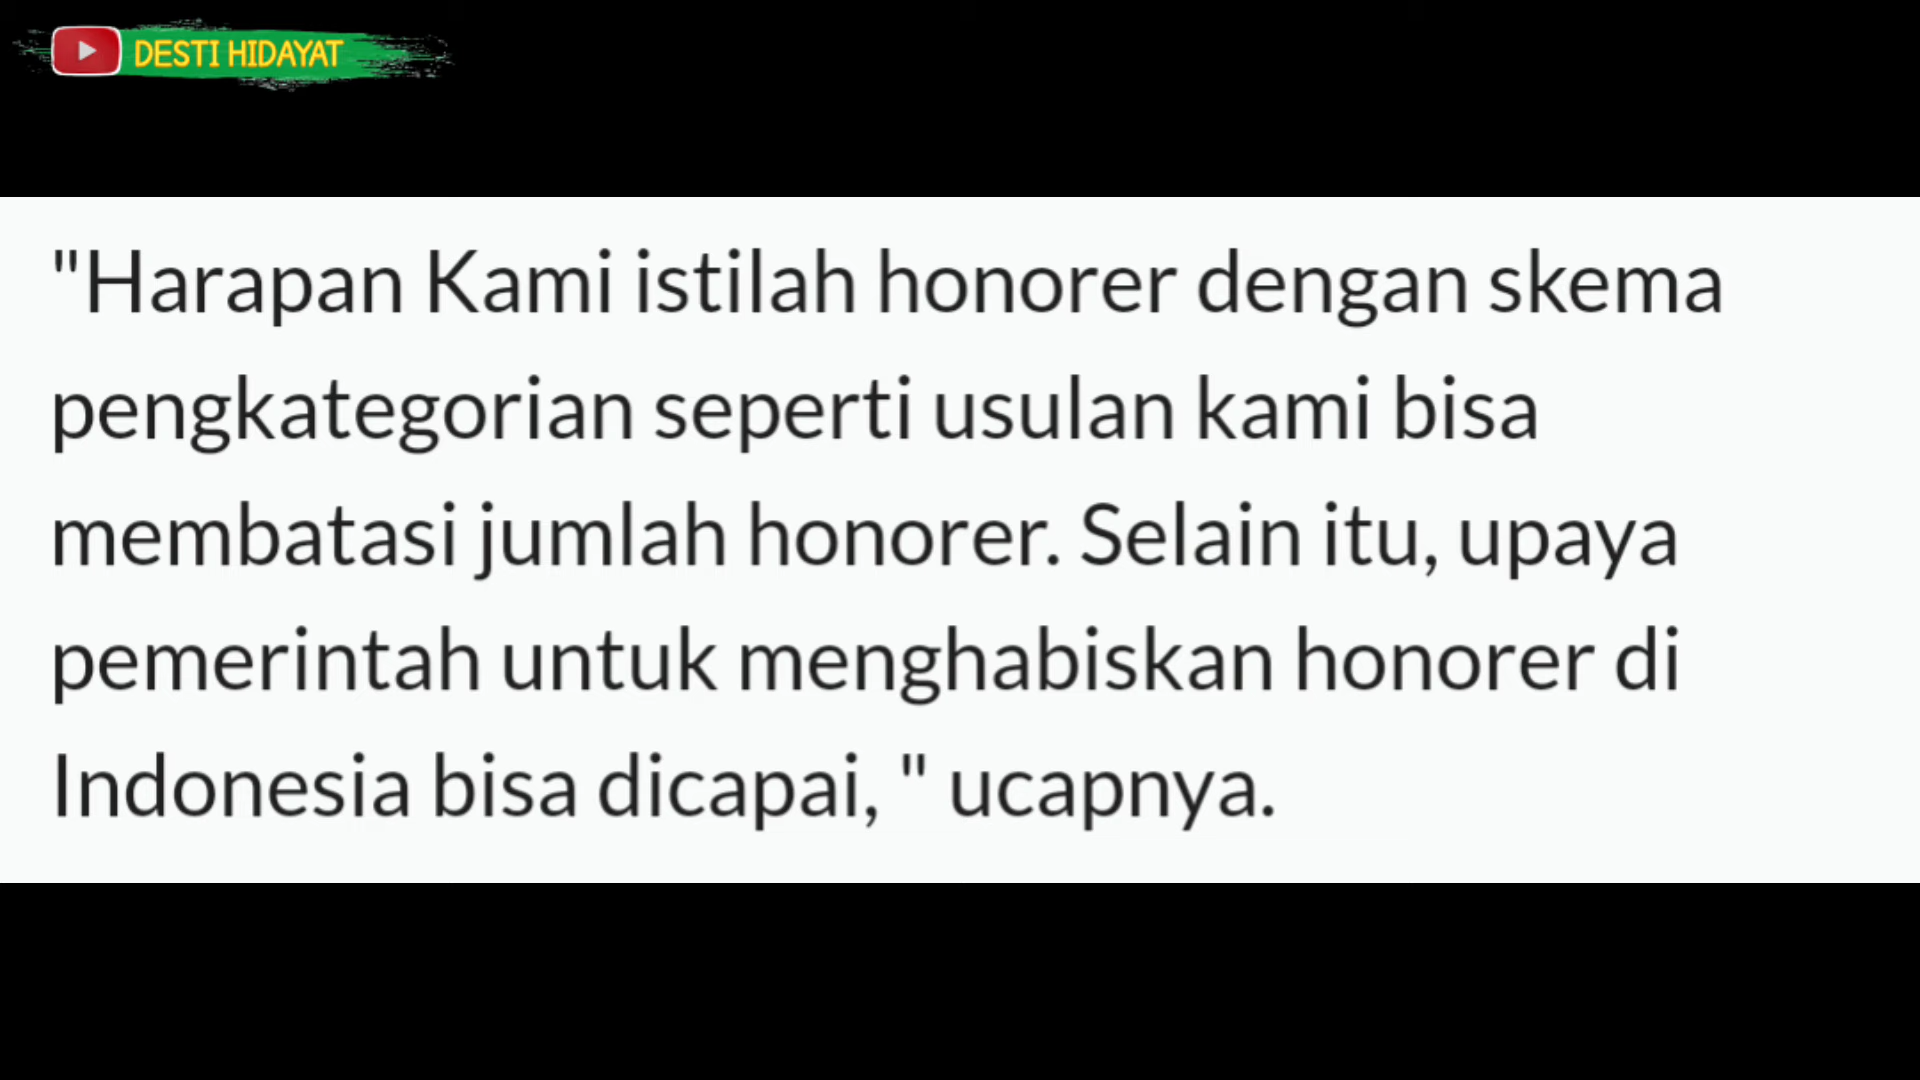 DESTI HIDAYAT
"Harapan Kami istilah honorer dengan skema
pengkategorian seperti usulan kami bisa
membatasi jumlah honorer. Selain itu, upaya
pemerintah untuk menghabiskan honorer di
Indonesia bisa dicapai, " ucapnya.